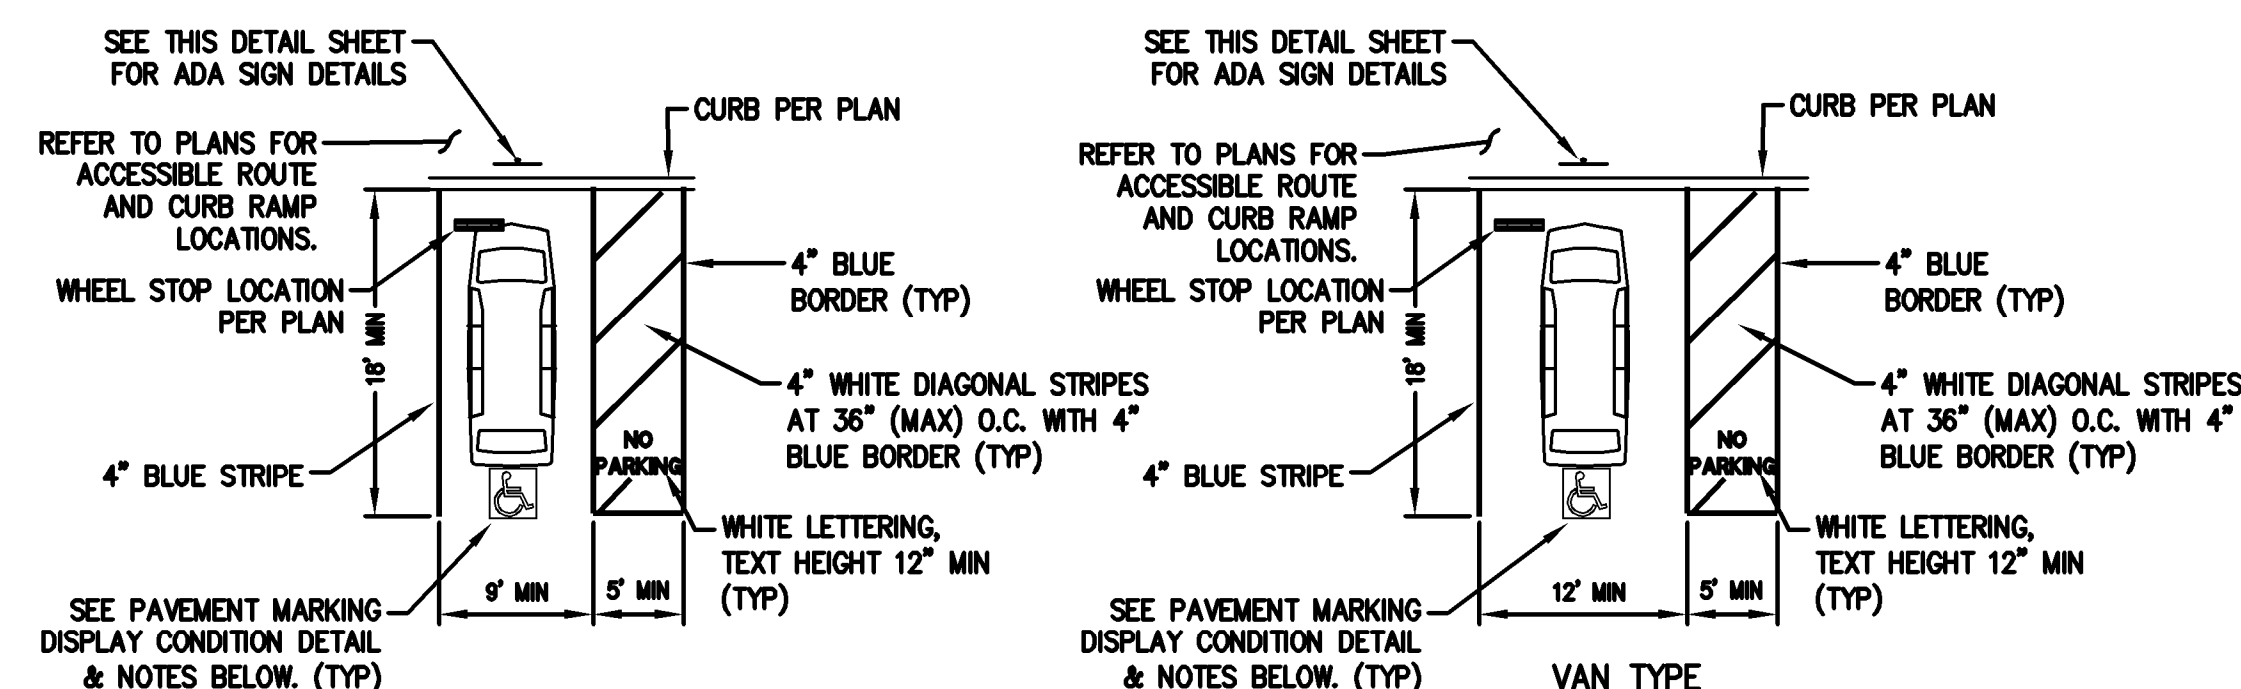 SEE THIS DETAIL SHEET
FOR ADA SIGN DETAILS
CURB PER PLAN
REFER TO PLANS FOR
ACCESSIBLE ROUTE
AND CURB RAMP
LOCATIONS.
WHEEL STOP LOCATION
PER PLAN
18' MIN
4" BLUE
BORDER (TYP)
4" WHITE DIAGONAL STRIPES
AT 36" (MAX) O.C. WITH 4"
BLUE BORDER (TYP)
NO
PARKING
4" BLUE STRIPE
WHITE LETTERING,
TEXT HEIGHT 12" MIN
(TYP)
9' MIN
5' MIN
SEE PAVEMENT MARKING
DISPLAY CONDITION DETAIL
& NOTES BELOW. (TYP)
SEE THIS DETAIL SHEET
FOR ADA SIGN DETAILS
CURB PER PLAN
REFER TO PLANS FOR
ACCESSIBLE ROUTE
AND CURB RAMP
LOCATIONS.
WHEEL STOP LOCATION
PER PLAN
18' MIN
4" BLUE
BORDER (TYP)
4" WHITE DIAGONAL STRIPES
AT 36" (MAX) O.C. WITH 4"
BLUE BORDER (TYP)
NO
PARKING
4" BLUE STRIPE
WHITE LETTERING,
TEXT HEIGHT 12" MIN
(TYP)
12' MIN
5' MIN
SEE PAVEMENT MARKING
DISPLAY CONDITION DETAIL
& NOTES BELOW. (TYP)
VAN TYPE